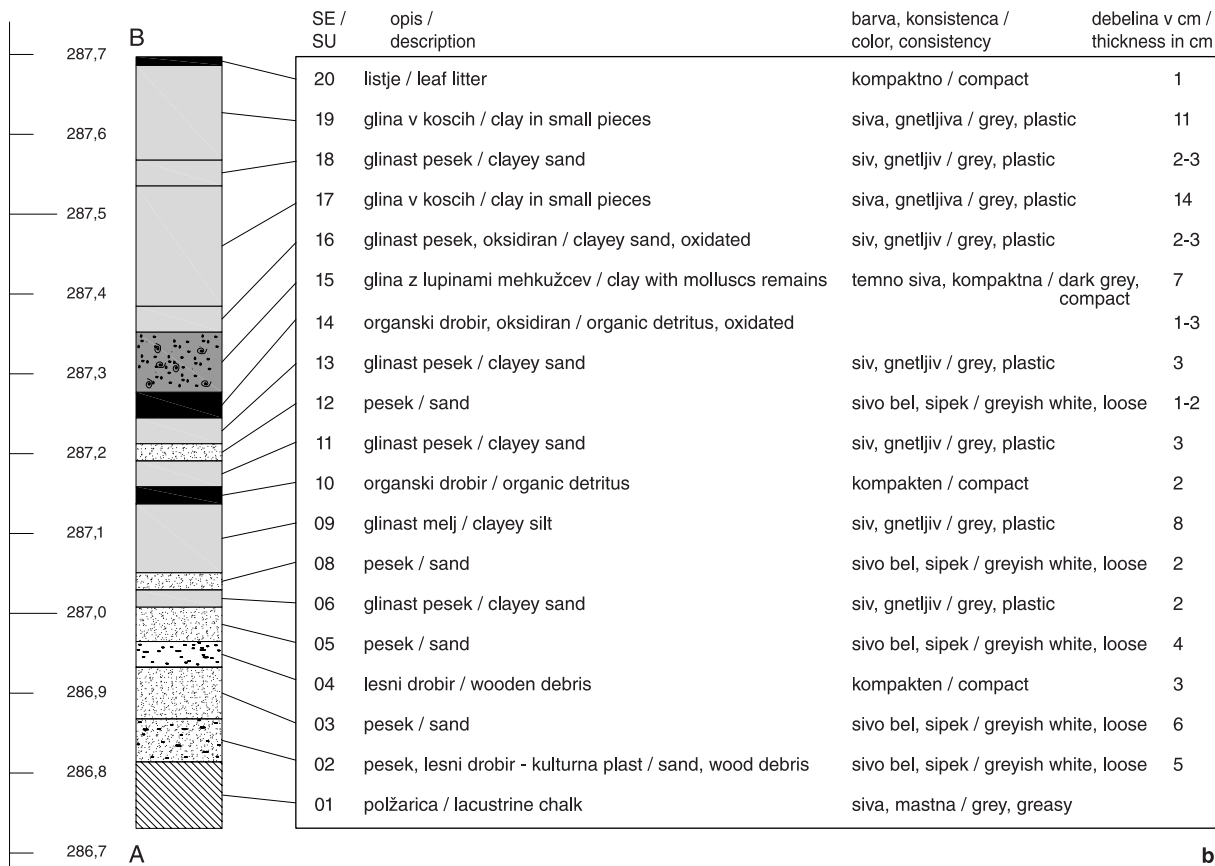 SE / opis / barva, konsistenca / debelina v cm /
SU description color, consistency thickness in cm
287,7 B
20 listje / leaf litter kompaktno / compact 1
19 glina v koscih / clay in small pieces siva, gnetljiva / grey, plastic 11
287,6
18 glinast pesek / clayey sand siv, gnetljiv / grey, plastic 2-3
17 glina v koscih / clay in small pieces siva, gnetljiva / grey, plastic 14
287,5
16 glinast pesek, oksidiran / clayey sand, oxidated siv, gnetljiv / grey, plastic 2-3
15 glina z lupinami mehkužcev / clay with molluscs remains temno siva, kompaktna / dark grey, 7
287,4 compact
14 organski drobir, oksidiran / organic detritus, oxidated 1-3
13 glinast pesek / clayey sand siv, gnetljiv / grey, plastic 3
287,3
12 pesek / sand sivo bel, sipek / greyish white, loose 1-2
11 glinast pesek / clayey sand siv, gnetljiv / grey, plastic 3
287,2
10 organski drobir / organic detritus kompakten / compact 2
09 glinast melj / clayey silt siv, gnetljiv / grey, plastic 8
287,1
08 pesek / sand sivo bel, sipek / greyish white, loose 2
06 glinast pesek / clayey sand siv, gnetljiv / grey, plastic 2
287,0
05 pesek / sand sivo bel, sipek / greyish white, loose 4
04 lesni drobir / wooden debris kompakten / compact 3
286,9
03 pesek / sand sivo bel, sipek / greyish white, loose 6
02 pesek, lesni drobir - kulturna plast / sand, wood debris sivo bel, sipek / greyish white, loose 5
286,8
01 polžarica / lacustrine chalk siva, mastna / grey, greasy
286,7 A b